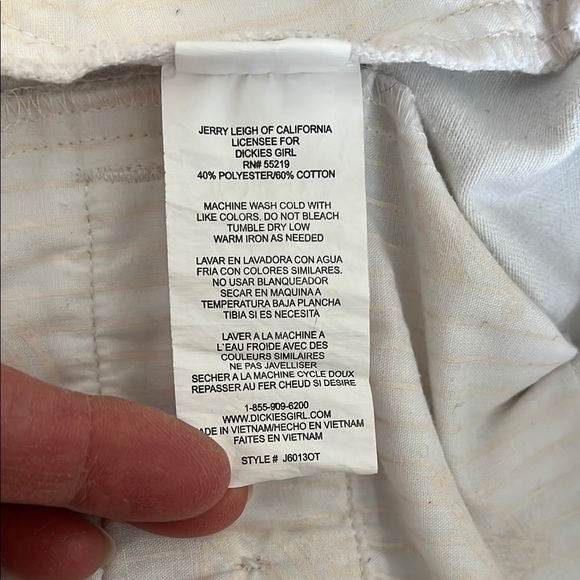 JERRY LEIGH OF CALIFORNIA
LICENSEE FOR
DICKIES GIRL
RN# 55219
40% POLYESTER/60% COTTON
MACHINE WASH COLD WITH
LIKE COLORS. DO NOT BLEACH
TUMBLE DRY LOW
WARM IRON AS NEEDED
LAVAR EN LAVADORA CON AGUA
FRIA CON COLORES SIMILARES.
NO USAR BLANQUEADOR
SECAR EN MAQUINA A
TEMPERATURA BAJA PLANCHA
TIBIA SI ES NECESITA
LAVER A LA MACHINE A
L'EAU FROIDE AVEC DES
COULEURS SIMILAIRES
NE PAS JAVELLISER
SECHER A LA MACHINE CYCLE DOUX
REPASSER AU FER CHEUD SI DESIRE
1-855-909-6200
WWW.DICKIESGIRL.COM
ADE IN VIETNAM/HECHO EN VIETNAM
FAITES EN VIETNAM
STYLE # J6013OT